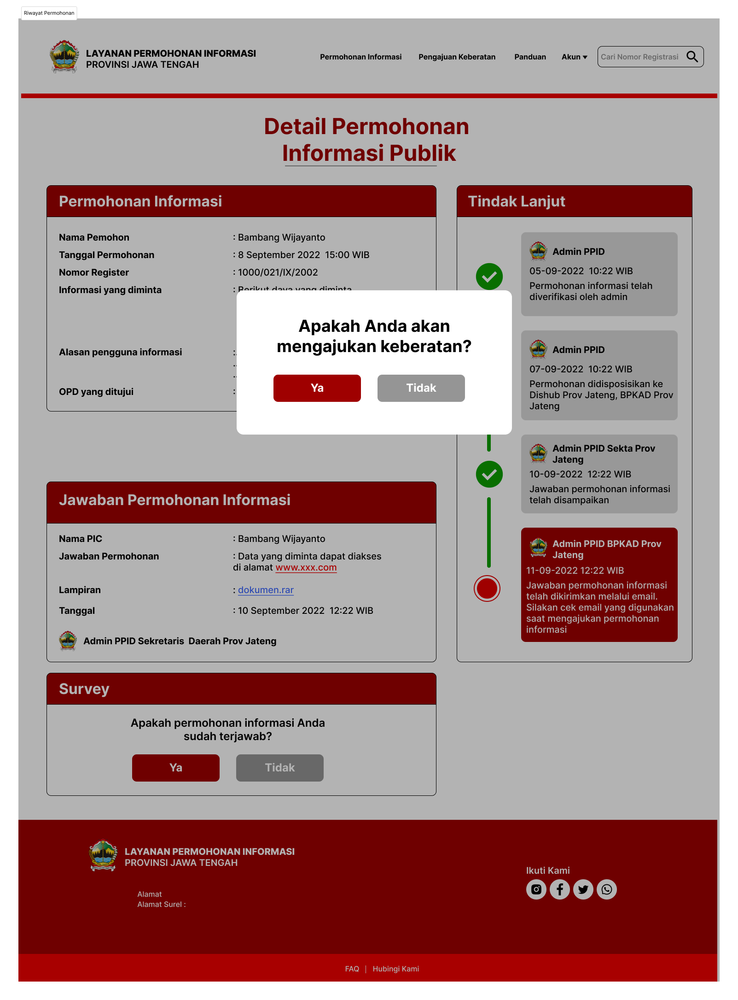 Riwayat Permohonan
LAYANAN PERMOHONAN INFORMASI
PROVINSI JAWA TENGAH
Permohonan Informasi
Pengajuan Keberatan
Panduan
Akun
Cari Nomor Registrasi
Detail Permohonan
Informasi Publik
Permohonan Informasi
Nama Pemohon : Bambang Wijayanto
Tanggal Permohonan : 8 September 2022 15:00 WIB
Nomor Register : 1000/021/IX/2002
Informasi yang diminta : Berikut daya yang diminta
Alasan pengguna informasi :.
..
..
OPD yang ditujui :
Apakah Anda akan
mengajukan keberatan?
Ya
Tidak
Tindak Lanjut
Admin PPID
05-09-2022 10:22 WIB
Permohonan informasi telah
diverifikasi oleh admin
Admin PPID
07-09-2022 10:22 WIB
Permohonan didisposisikan ke
Dishub Prov Jateng, BPKAD Prov
Jateng
Admin PPID Sekta Prov
Jateng
10-09-2022 12:22 WIB
Jawaban permohonan informasi
telah disampaikan
Admin PPID BPKAD Prov
Jateng
11-09-2022 12:22 WIB
Jawaban permohonan informasi
telah dikirimkan melalui email.
Silakan cek email yang digunakan
saat mengajukan permohonan
informasi
Jawaban Permohonan Informasi
Nama PIC : Bambang Wijayanto
Jawaban Permohonan : Data yang diminta dapat diakses
di alamat www.xxx.com
Lampiran : dokumen.rar
Tanggal : 10 September 2022 12:22 WIB
Admin PPID Sekretaris Daerah Prov Jateng
Survey
Apakah permohonan informasi Anda
sudah terjawab?
Ya
Tidak
LAYANAN PERMOHONAN INFORMASI
PROVINSI JAWA TENGAH
Alamat
Alamat Surel :
Ikuti Kami
FAQ | Hubingi Kami